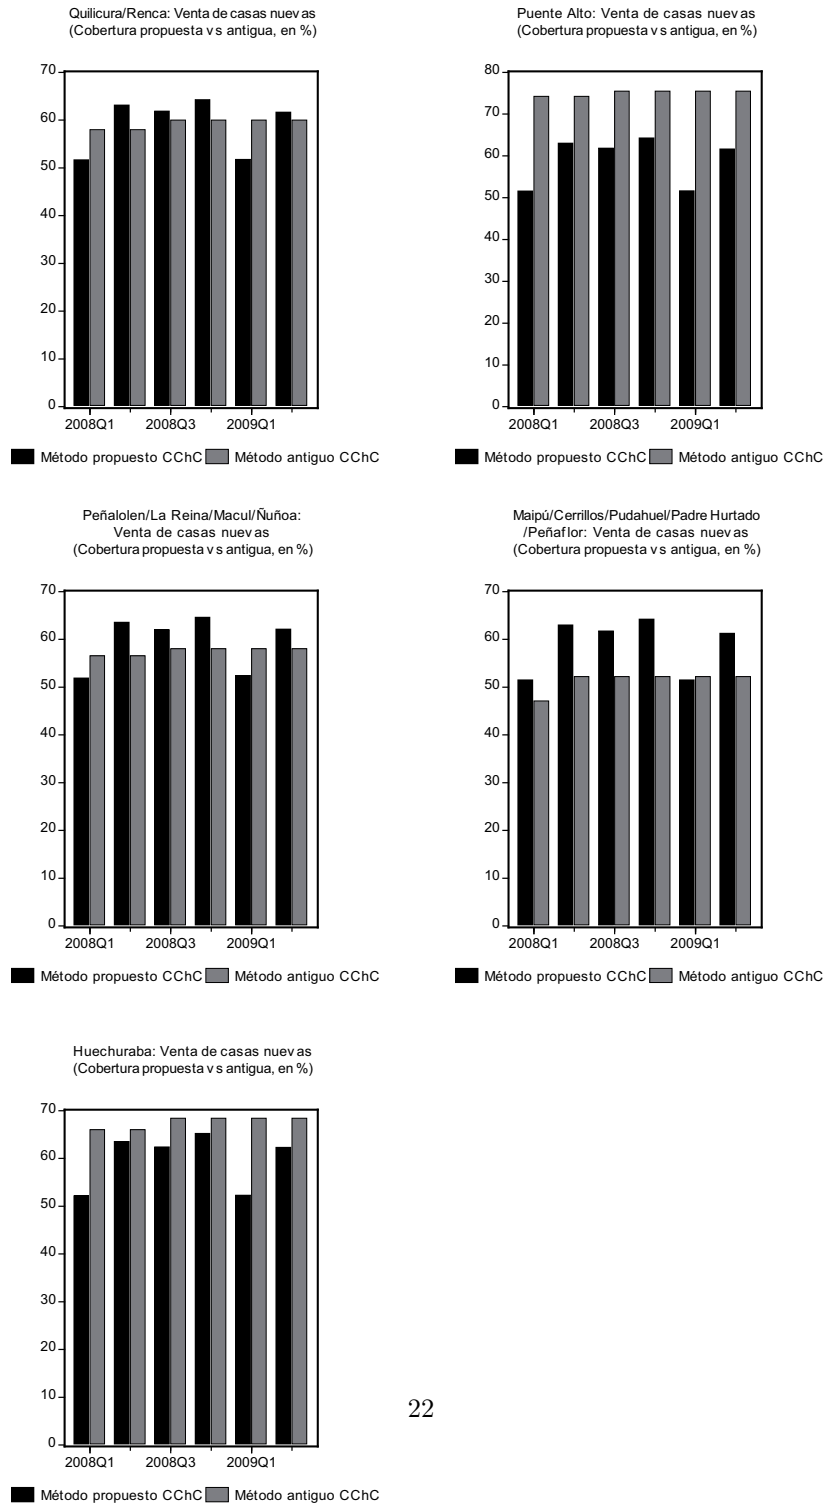 Quilicura/Renca: Venta de casas nuevas
(Cobertura propuesta vs antigua, en %)
70
60
50
40
30
20
10
0
2008Q1 2008Q3 2009Q1
Método propuesto CChC Método antiguo CChC
Puente Alto: Venta de casas nuevas
(Cobertura propuesta vs antigua, en %)
80
70
60
50
40
30
20
10
0
2008Q1 2008Q3 2009Q1
Método propuesto CChC Método antiguo CChC
Peñalolen/La Reina/Macul/Ñuñoa:
Venta de casas nuevas
(Cobertura propuesta vs antigua, en %)
70
60
50
40
30
20
10
0
2008Q1 2008Q3 2009Q1
Método propuesto CChC Método antiguo CChC
Maipú/Cerrillos/Pudahuel/Padre Hurtado
/Peñaflor: Venta de casas nuevas
(Cobertura propuesta vs antigua, en %)
70
60
50
40
30
20
10
0
2008Q1 2008Q3 2009Q1
Método propuesto CChC Método antiguo CChC
Huechuraba: Venta de casas nuevas
(Cobertura propuesta vs antigua, en %)
70
60
50
40
30
20
10
0
2008Q1 2008Q3 2009Q1
Método propuesto CChC Método antiguo CChC
22